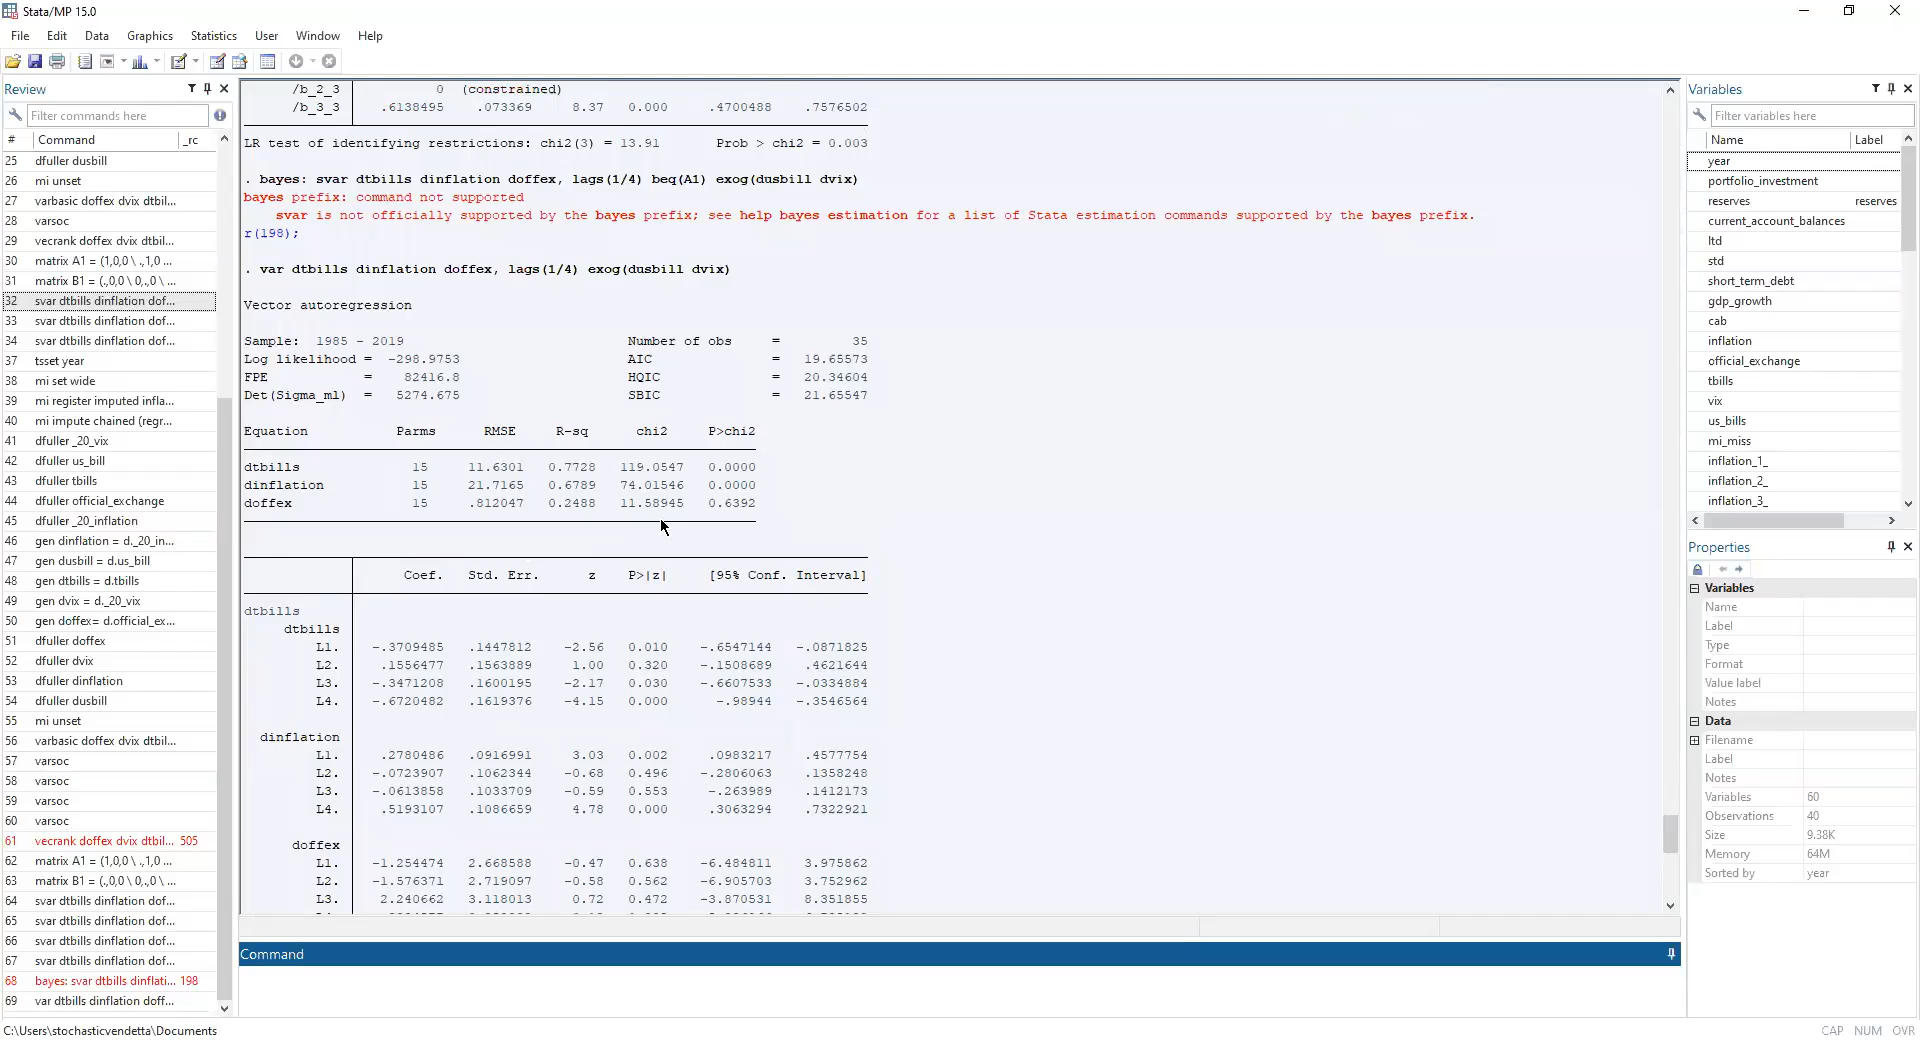 Stata/MP 15.0
File Edit Data Graphics Statistics User Window Help
Review
Filter commands here
# Command _rc
25 dfuller dusbill
26 mi unset
27 varbasic doffex dvix dtbil...
28 varsoc
29 vecrank doffex dvix dtbil...
30 matrix A1 = (1,0,0 \ .,1,0 ...
31 matrix B1 = (.,0,0 \ 0,.,0 \ ...
32 svar dtbills dinflation dof...
33 svar dtbills dinflation dof...
34 svar dtbills dinflation dof...
37 tsset year
38 mi set wide
39 mi register imputed infla...
40 mi impute chained (regr...
41 dfuller _20_vix
42 dfuller us_bill
43 dfuller tbills
44 dfuller official_exchange
45 dfuller _20_inflation
46 gen dinflation = d._20_in...
47 gen dusbill = d.us_bill
48 gen dtbills = d.tbills
49 gen dvix = d._20_vix
50 gen doffex= d.official_ex...
51 dfuller doffex
52 dfuller dvix
53 dfuller dinflation
54 dfuller dusbill
55 mi unset
56 varbasic doffex dvix dtbil...
57 varsoc
58 varsoc
59 varsoc
60 varsoc
61 vecrank doffex dvix dtbil... 505
62 matrix A1 = (1,0,0 \ .,1,0 ...
63 matrix B1 = (.,0,0 \ 0,.,0 \ ...
64 svar dtbills dinflation dof...
65 svar dtbills dinflation dof...
66 svar dtbills dinflation dof...
67 svar dtbills dinflation dof...
68 bayes: svar dtbills dinflati... 198
69 var dtbills dinflation doff...
/b_2_3 0 (constrained)
/b_3_3 .6138495 .073369 8.37 0.000 .4700488 .7576502
LR test of identifying restrictions: chi2(3) = 13.91 Prob > chi2 = 0.003
. bayes: svar dtbills dinflation doffex, lags(1/4) beq(A1) exog(dusbill dvix)
bayes prefix: command not supported
svar is not officially supported by the bayes prefix; see help bayes estimation for a list of Stata estimation commands supported by the bayes prefix.
r(198);
. var dtbills dinflation doffex, lags(1/4) exog(dusbill dvix)
Vector autoregression
Sample: 1985 - 2019 Number of obs = 35
Log likelihood = -298.9753 AIC = 19.65573
FPE = 82416.8 HQIC = 20.34604
Det(Sigma_ml) = 5274.675 SBIC = 21.65547
Equation Parms RMSE R-sq chi2 P>chi2
dtbills 15 11.6301 0.7728 119.0547 0.0000
dinflation 15 21.7165 0.6789 74.01546 0.0000
doffex 15 .812047 0.2488 11.58945 0.6392
Coef. Std. Err. z P>|z| [95% Conf. Interval]
dtbills
dtbills
L1. -.3709485 .1447812 -2.56 0.010 -.6547144 -.0871825
L2. .1556477 .1563889 1.00 0.320 -.1508689 .4621644
L3. -.3471208 .1600195 -2.17 0.030 -.6607533 -.0334884
L4. -.6720482 .1619376 -4.15 0.000 -.98944 -.3546564
dinflation
L1. .2780486 .0916991 3.03 0.002 .0983217 .4577754
L2. -.0723907 .1062344 -0.68 0.496 -.2806063 .1358248
L3. -.0613858 .1033709 -0.59 0.553 -.263989 .1412173
L4. .5193107 .1086659 4.78 0.000 .3063294 .7322921
doffex
L1. -1.254474 2.668588 -0.47 0.638 -6.484811 3.975862
L2. -1.576371 2.719097 -0.58 0.562 -6.905703 3.752962
L3. 2.240662 3.118013 0.72 0.472 -3.870531 8.351855
Command
Variables
Filter variables here
Name Label
year
portfolio_investment
reserves reserves
current_account_balances
ltd
std
short_term_debt
gdp_growth
cab
inflation
official_exchange
tbills
vix
us_bills
mi_miss
inflation_1_
inflation_2_
inflation_3_
Properties
Variables
Name
Label
Type
Format
Value label
Notes
Data
Filename
Label
Notes
Variables 60
Observations 40
Size 9.38K
Memory 64M
Sorted by year
C:\Users\stochasticvendetta\Documents
CAP NUM OVR